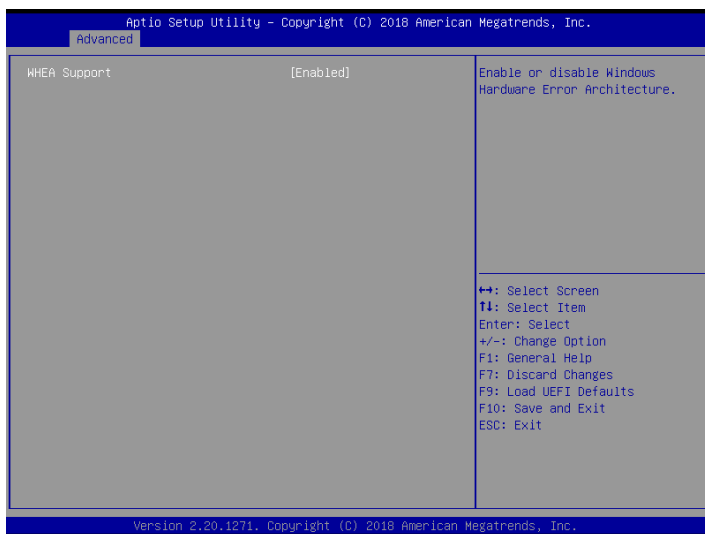 Aptio Setup Utility – Copyright (C) 2018 American Megatrends, Inc.
Advanced
WHEA Support [Enabled]
Enable or disable Windows
Hardware Error Architecture.
↔: Select Screen
↑↓: Select Item
Enter: Select
+/-: Change Option
F1: General Help
F7: Discard Changes
F9: Load UEFI Defaults
F10: Save and Exit
ESC: Exit
Version 2.20.1271. Copyright (C) 2018 American Megatrends, Inc.